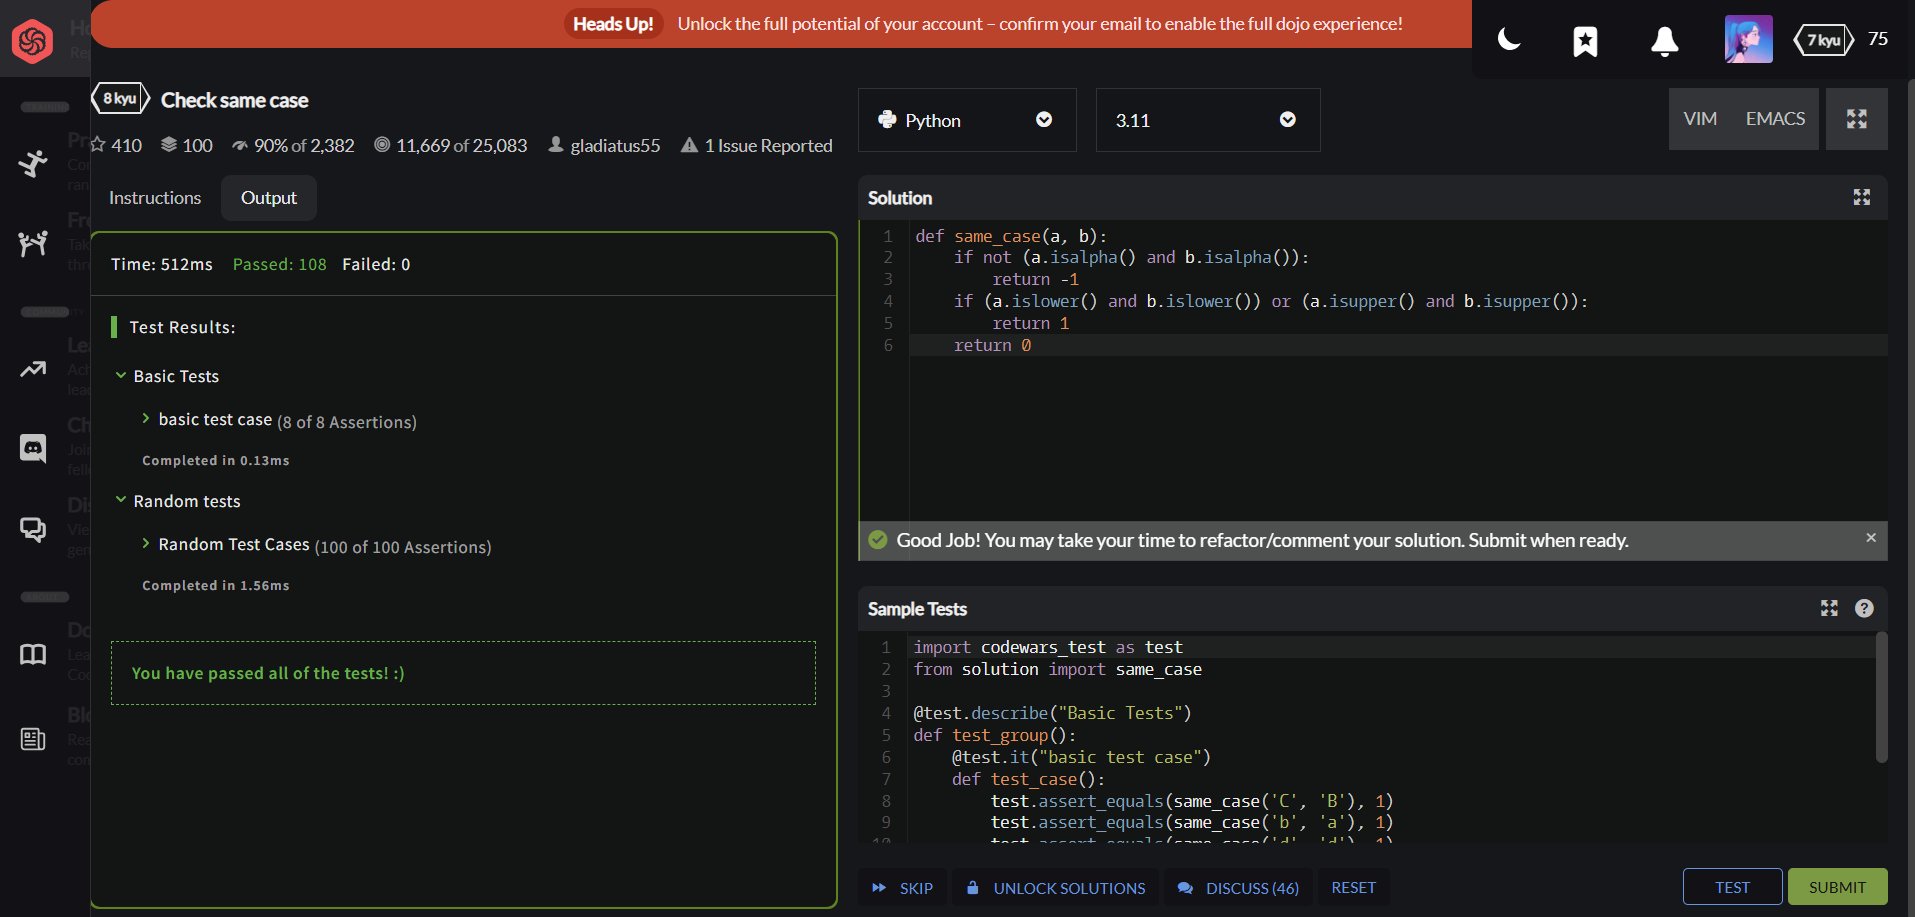 Heads Up! Unlock the full potential of your account – confirm your email to enable the full dojo experience!
7 kyu 75
8 kyu Check same case
410 100 90% of 2,382 11,669 of 25,083 gladiatus55 1 Issue Reported
Instructions Output
Time: 512ms Passed: 108 Failed: 0
Test Results:
Basic Tests
basic test case (8 of 8 Assertions)
Completed in 0.13ms
Random tests
Random Test Cases (100 of 100 Assertions)
Completed in 1.56ms
You have passed all of the tests! :)
Python 3.11
VIM EMACS
Solution
1 def same_case(a, b):
2 if not (a.isalpha() and b.isalpha()):
3 return -1
4 if (a.islower() and b.islower()) or (a.isupper() and b.isupper()):
5 return 1
6 return 0
Good Job! You may take your time to refactor/comment your solution. Submit when ready.
Sample Tests
1 import codewars_test as test
2 from solution import same_case
3
4 @test.describe("Basic Tests")
5 def test_group():
6 @test.it("basic test case")
7 def test_case():
8 test.assert_equals(same_case('C', 'B'), 1)
9 test.assert_equals(same_case('b', 'a'), 1)
10 test.assert_equals(same_case('d', 'd'), 1)
SKIP UNLOCK SOLUTIONS DISCUSS (46) RESET
TEST SUBMIT